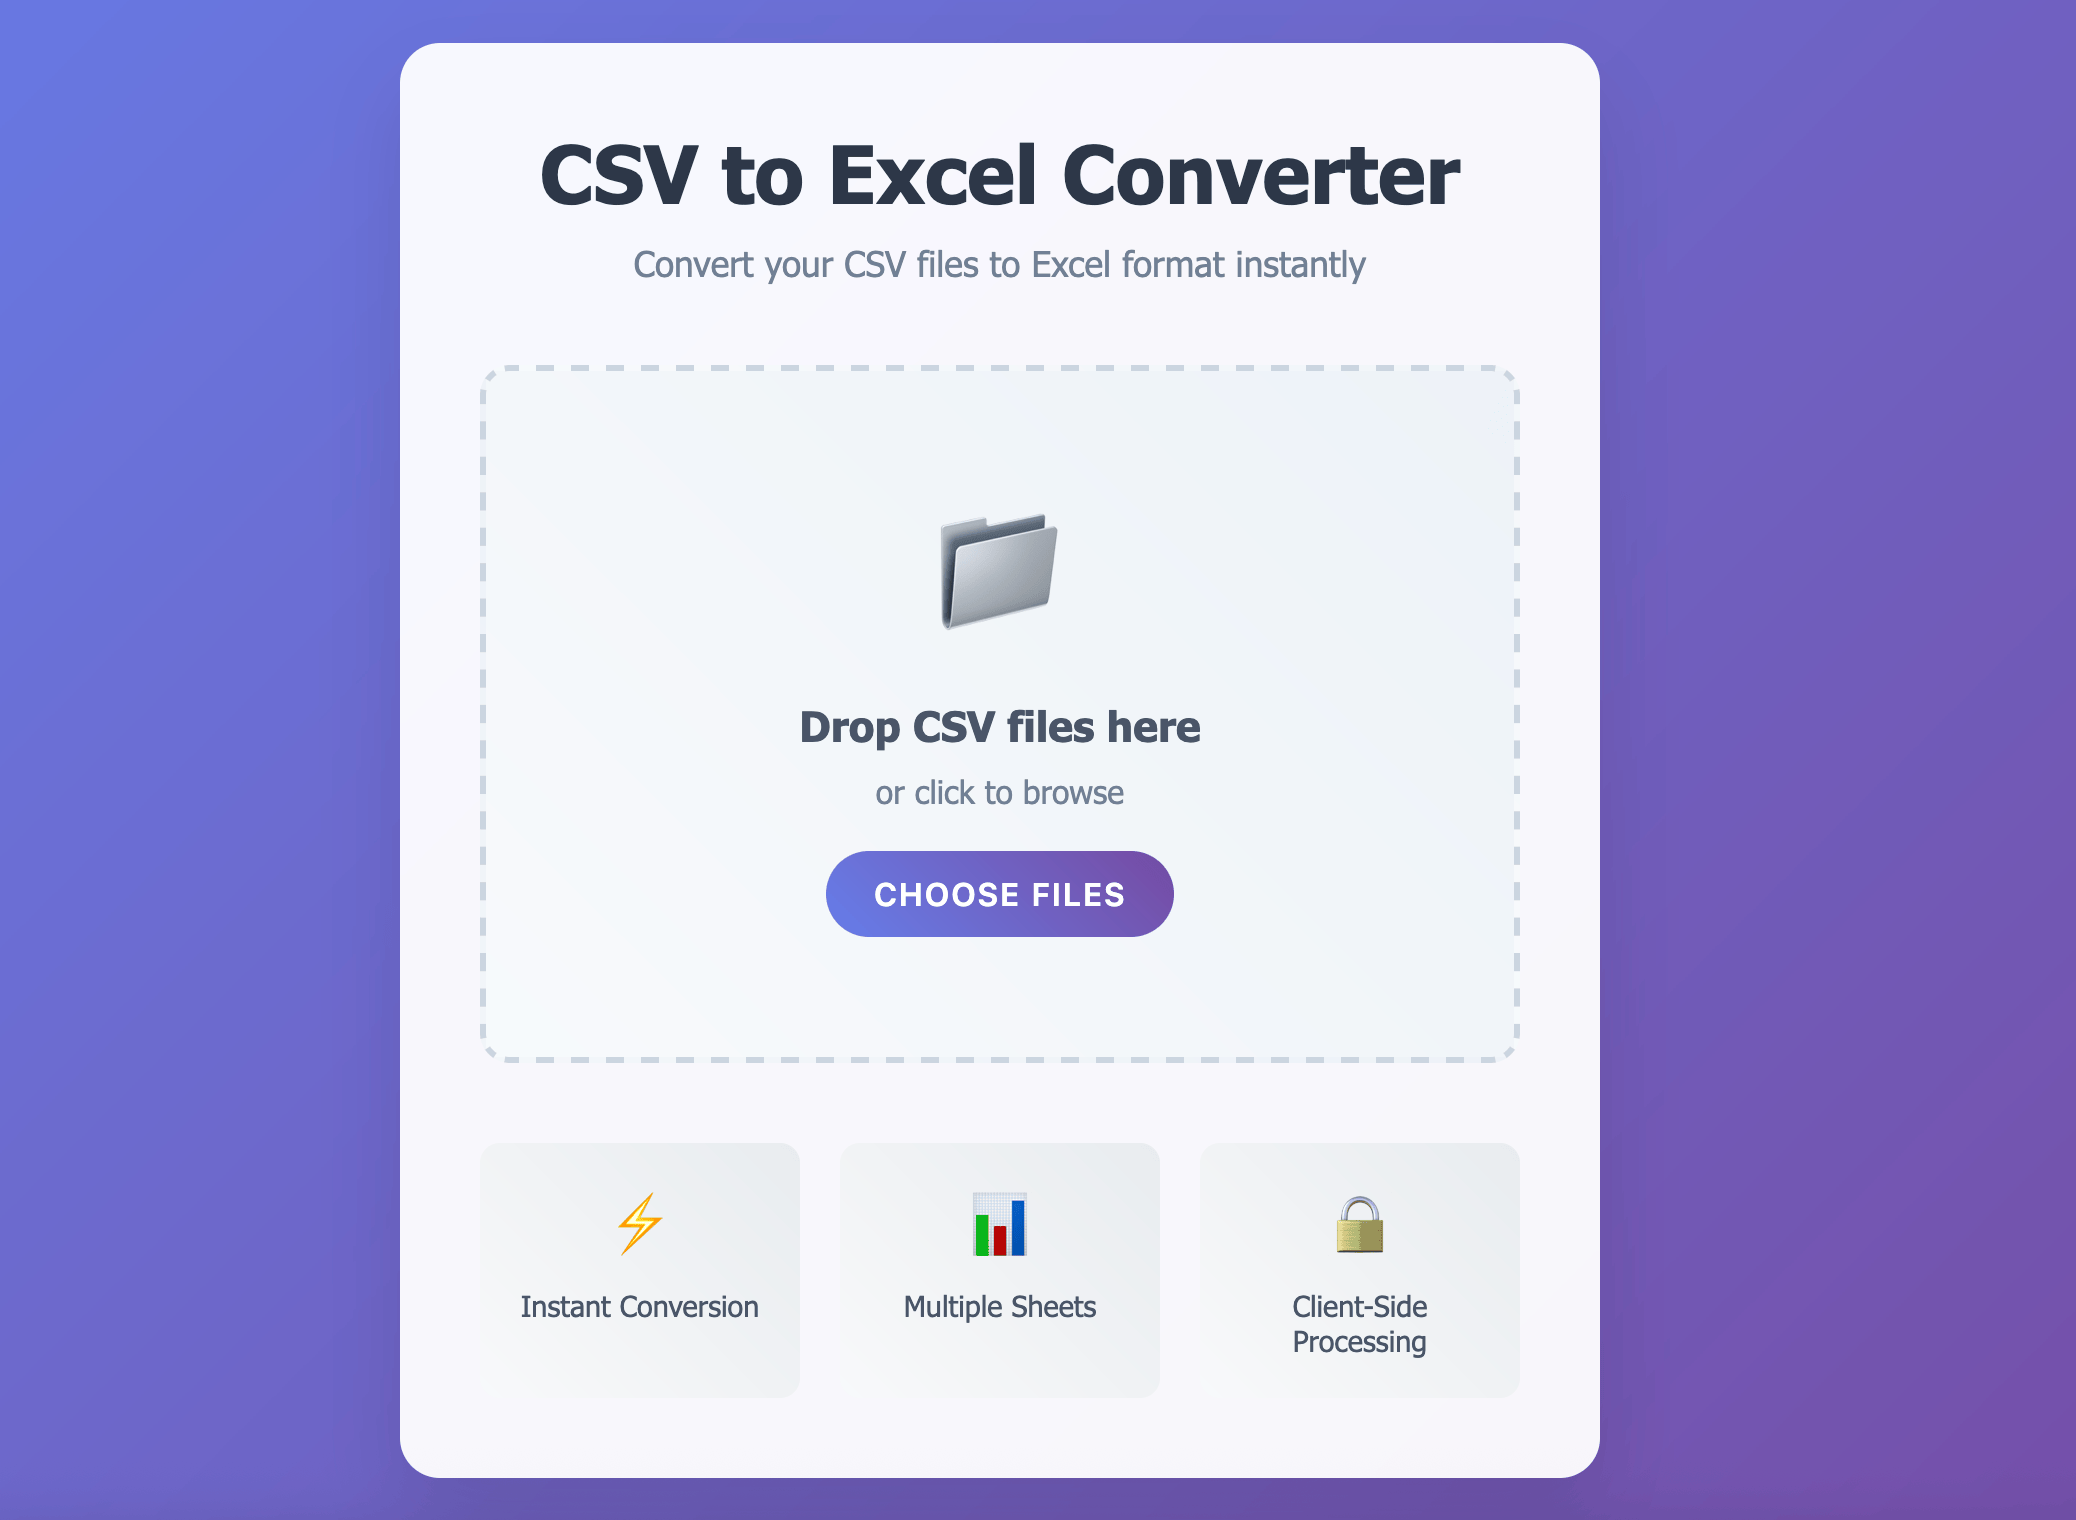 CSV to Excel Converter
Convert your CSV files to Excel format instantly
Drop CSV files here
or click to browse
CHOOSE FILES
Instant Conversion
Multiple Sheets
Client-Side
Processing